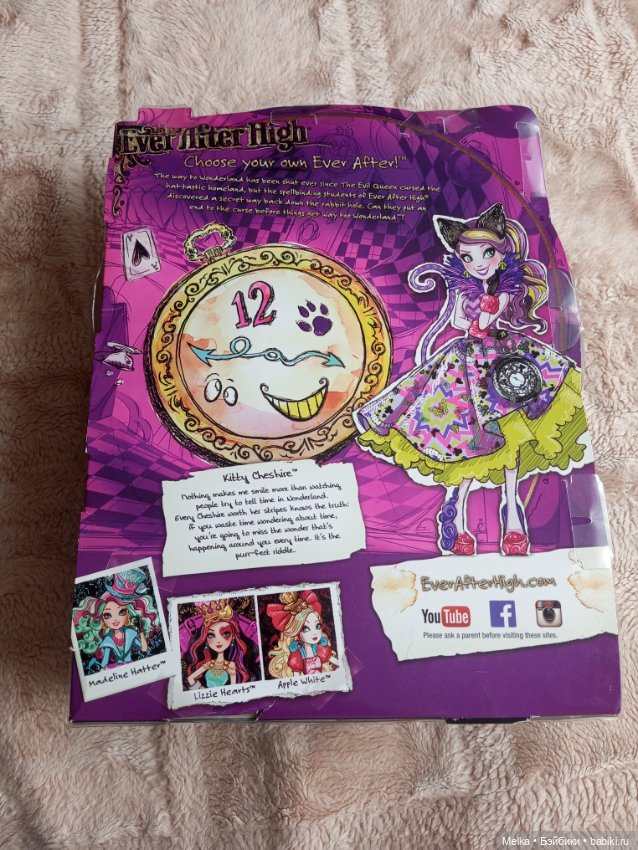 Ever After High
Choose your own Ever After!™
The way to Wonderland has been shut ever since The Evil Queen cursed the
hat-tastic homeland, but the spellbinding students of Ever After High®
discovered a secret way back down the rabbit hole. Can they put an
end to the curse before things get way too Wonderland™?
12
Kitty Cheshire™
Nothing makes me smile more than watching
people try to tell time in Wonderland.
Every Cheshire worth her stripes knows the truth:
if you waste time wondering about time,
you're going to miss the wonder that's
happening around you every time. It's the
purr-fect riddle.
Madeline Hatter™
Lizzie Hearts™
Apple White™
EverAfterHigh.com
YouTube
f
Please ask a parent before visiting these sites.
Melka • Бэйбики • babiki.ru